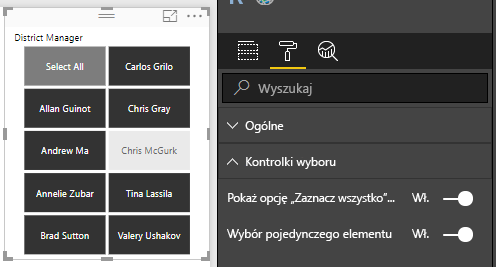 District Manager
Select All
Carlos Grilo
Allan Guinot
Chris Gray
Andrew Ma
Chris McGurk
Annelie Zubar
Tina Lassila
Brad Sutton
Valery Ushakov
Wyszukaj
Ogólne
Kontrolki wyboru
Pokaż opcję „Zaznacz wszystko”... Wł.
Wybór pojedynczego elementu Wł.